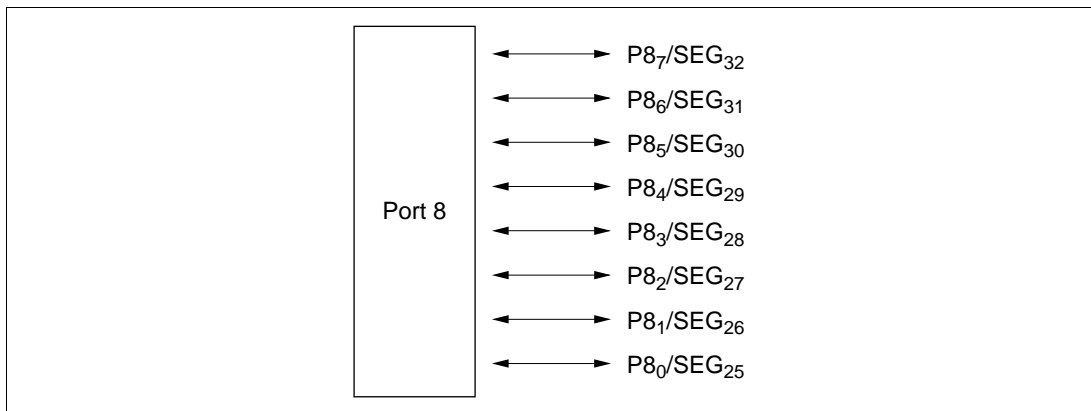 P8₇/SEG₃₂
P8₆/SEG₃₁
P8₅/SEG₃₀
P8₄/SEG₂₉
Port 8
P8₃/SEG₂₈
P8₂/SEG₂₇
P8₁/SEG₂₆
P8₀/SEG₂₅